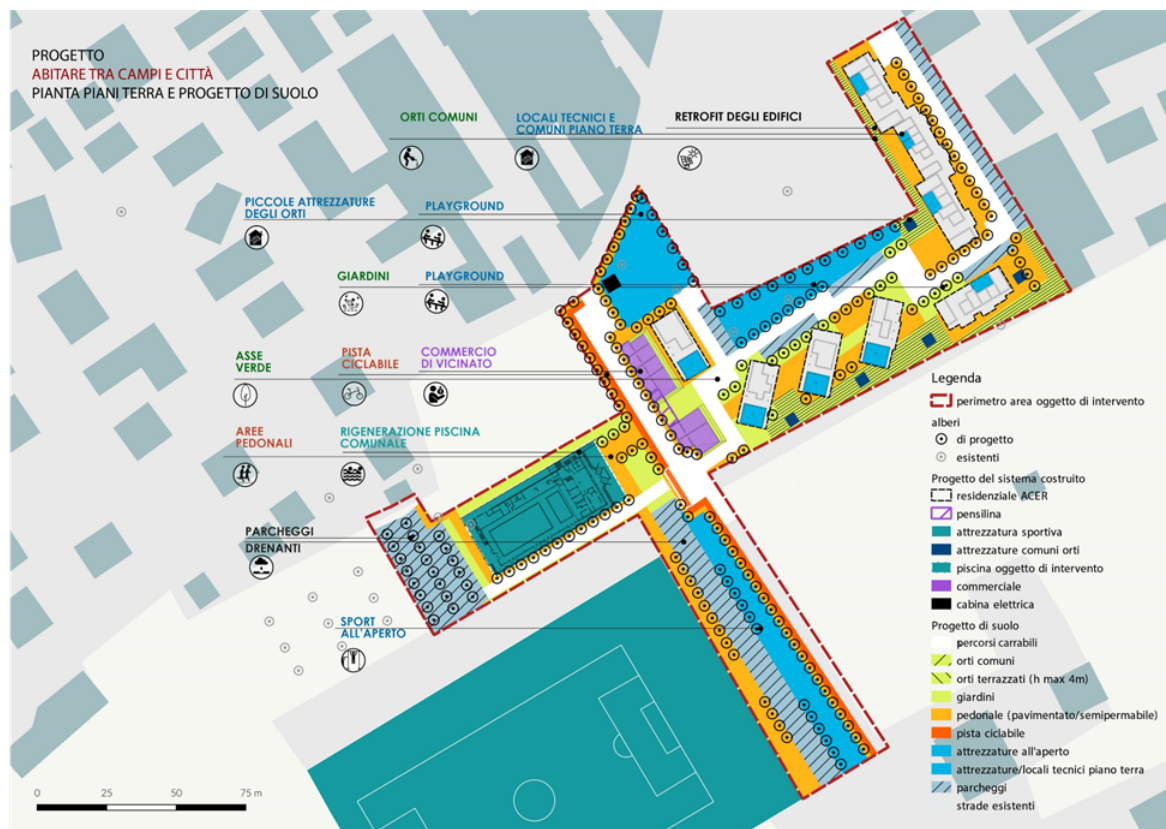 PROGETTO
ABITARE TRA CAMPI E CITTÀ
PIANTA PIANI TERRA E PROGETTO DI SUOLO
ORTI COMUNI
LOCALI TECNICI E
COMUNI PIANO TERRA
RETROFIT DEGLI EDIFICI
PICCOLE ATTREZZATURE
DEGLI ORTI
PLAYGROUND
GIARDINI
PLAYGROUND
ASSE
VERDE
PISTA
CICLABILE
COMMERCIO
DI VICINATO
AREE
PEDONALI
RIGENERAZIONE PISCINA
COMUNALE
PARCHEGGI
DRENANTI
SPORT
ALL'APERTO
Legenda
perimetro area oggetto di intervento
alberi
di progetto
esistenti
Progetto del sistema costruito
residenziale ACER
pensilina
attrezzatura sportiva
attrezzature comuni orti
piscina oggetto di intervento
commerciale
cabina elettrica
Progetto di suolo
percorsi carrabili
orti comuni
orti terrazzati (h max 4m)
giardini
pedonale (pavimentato/semipermabile)
pista ciclabile
attrezzature all'aperto
attrezzature/locali tecnici piano terra
parcheggi
strade esistenti
0 25 50 75 m